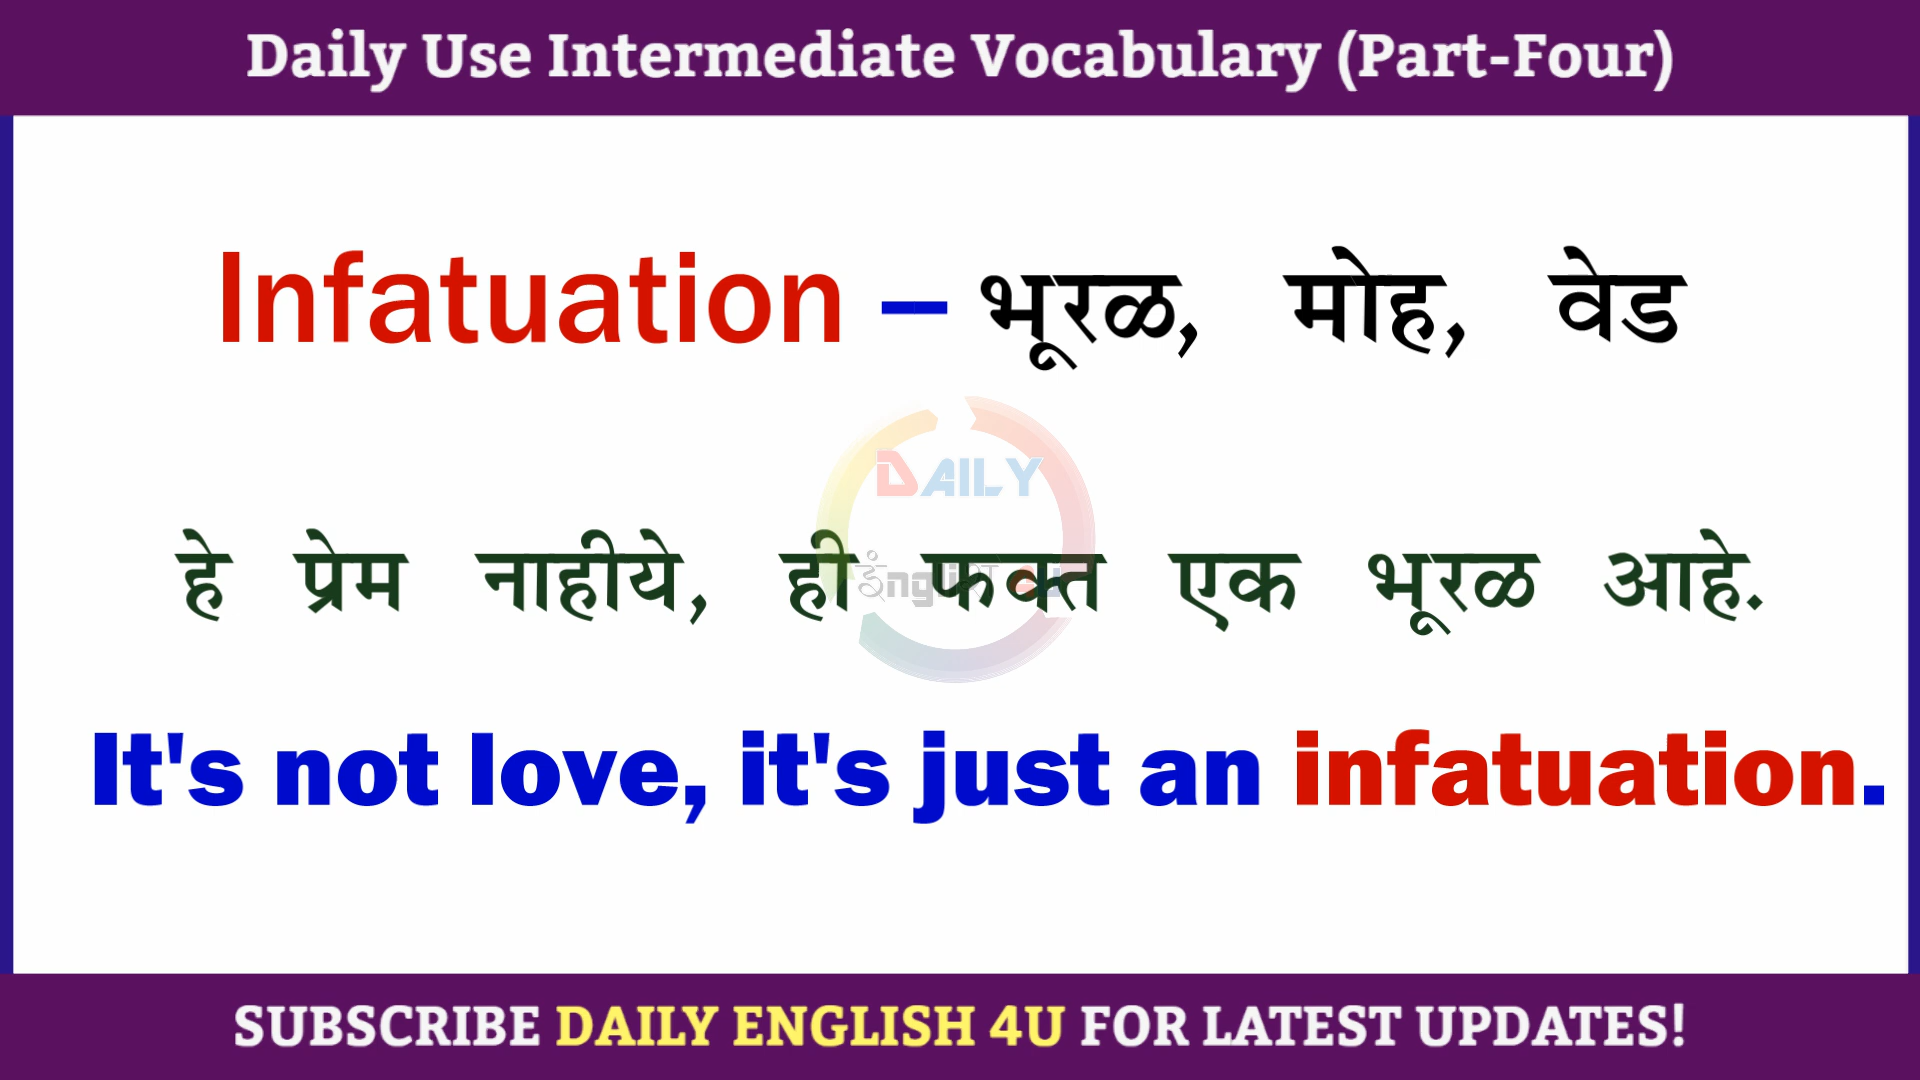 Daily Use Intermediate Vocabulary (Part-Four)
Infatuation – भूरळ, मोह, वेड
DAILY
हे प्रेम नाहीये, ही फक्त एक भूरळ आहे.
It's not love, it's just an infatuation.
SUBSCRIBE DAILY ENGLISH 4U FOR LATEST UPDATES!